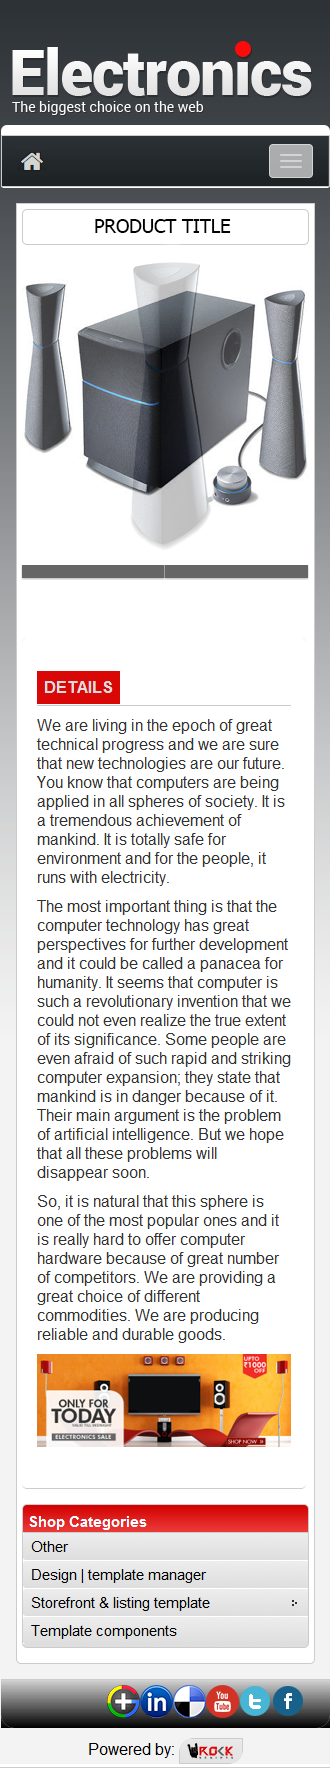 Electronics
The biggest choice on the web
PRODUCT TITLE
DETAILS
We are living in the epoch of great
technical progress and we are sure
that new technologies are our future.
You know that computers are being
applied in all spheres of society. It is
a tremendous achievement of
mankind. It is totally safe for
environment and for the people, it
runs with electricity.
The most important thing is that the
computer technology has great
perspectives for further development
and it could be called a panacea for
humanity. It seems that computer is
such a revolutionary invention that we
could not even realize the true extent
of its significance. Some people are
even afraid of such rapid and striking
computer expansion; they state that
mankind is in danger because of it.
Their main argument is the problem
of artificial intelligence. But we hope
that all these problems will
disappear soon.
So, it is natural that this sphere is
one of the most popular ones and it
is really hard to offer computer
hardware because of great number
of competitors. We are providing a
great choice of different
commodities. We are producing
reliable and durable goods.
UPTO
₹1000
OFF
ONLY FOR
TODAY
ELECTRONICS SALE
SHOP NOW »
Shop Categories
Other
Design | template manager
Storefront & listing template
Template components
in You Tube t f
Powered by: ROCK